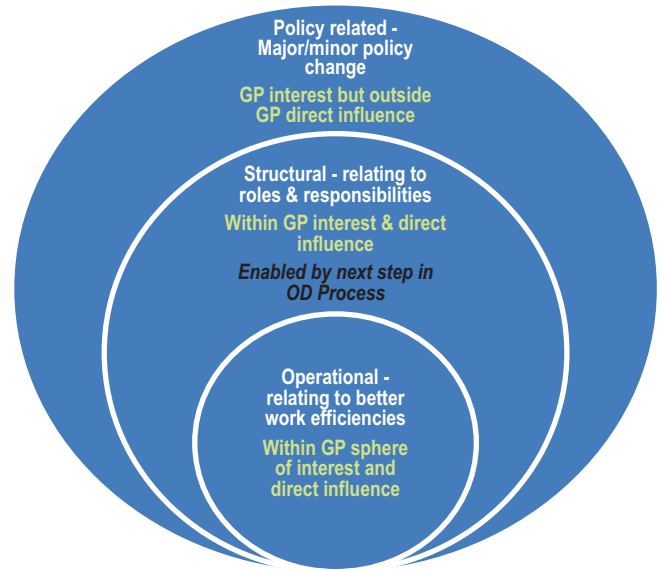 Policy related -
Major/minor policy
change
GP interest but outside
GP direct influence
Structural - relating to
roles & responsibilities
Within GP interest & direct
influence
Enabled by next step in
OD Process
Operational -
relating to better
work efficiencies
Within GP sphere
of interest and
direct influence